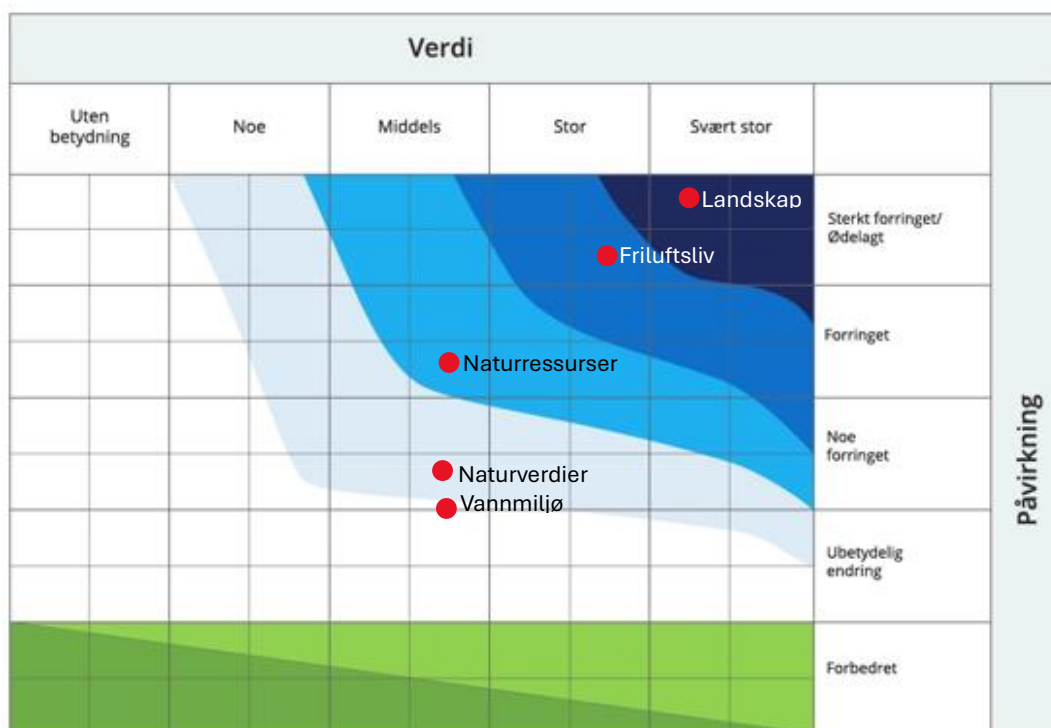 Verdi
Uten
betydning
Noe
Middels
Stor
Svært stor
Landskap
Sterkt forringet/
Ødelagt
Friluftsliv
Forringet
Naturressurser
Noe
forringet
Naturverdier
Vannmiljø
Ubetydelig
endring
Forbedret
Påvirkning